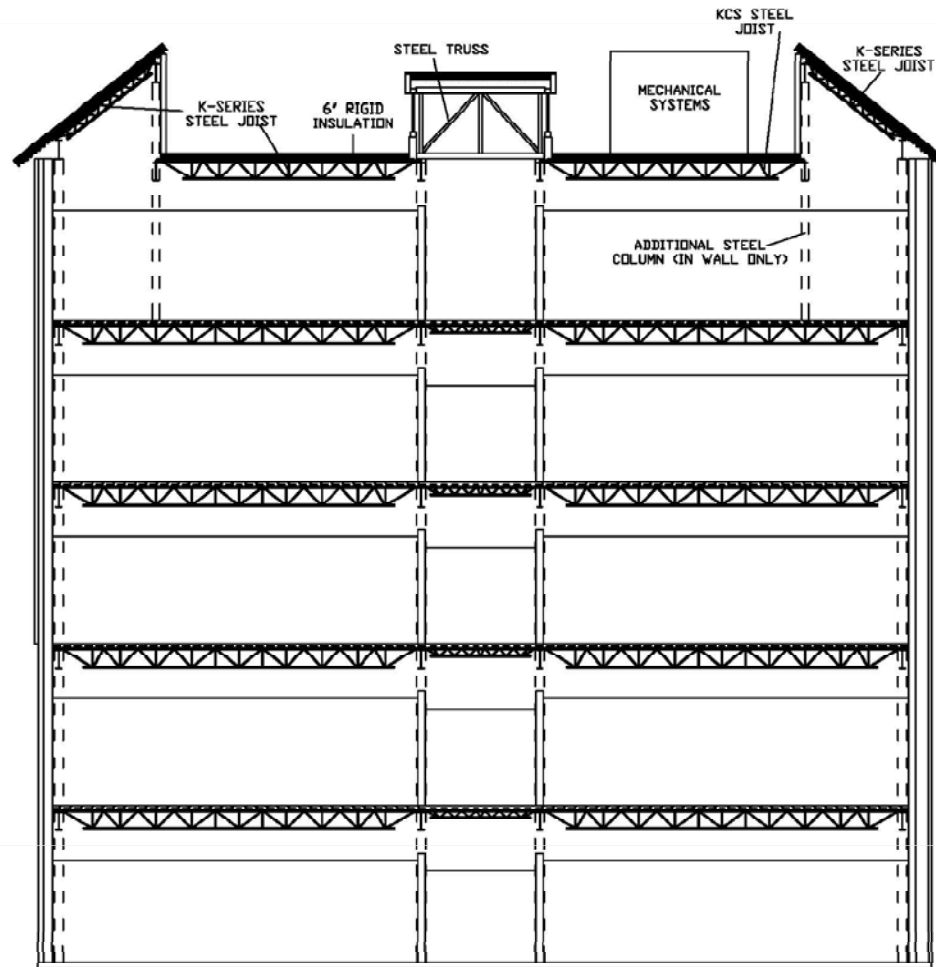 KCS STEEL
JOIST
STEEL TRUSS
K-SERIES
STEEL JOIST
MECHANICAL
SYSTEMS
K-SERIES
STEEL JOIST
6' RIGID
INSULATION
ADDITIONAL STEEL
COLUMN (IN WALL ONLY)